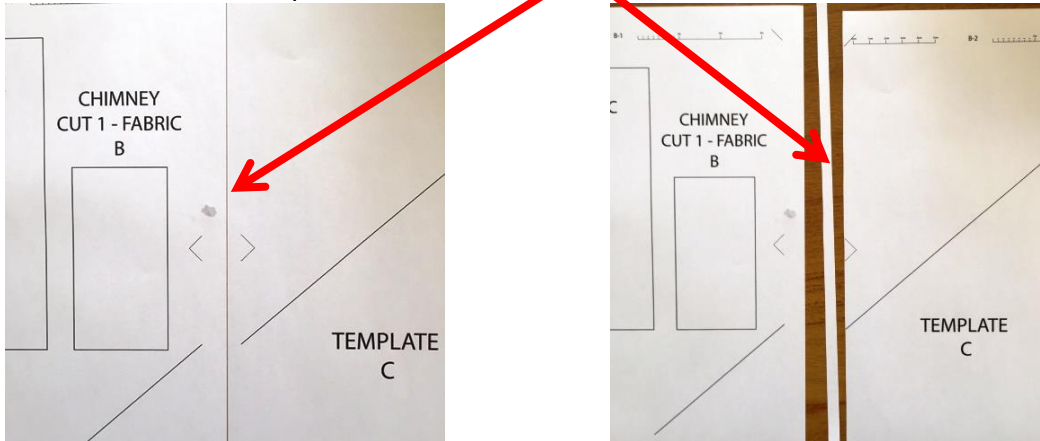 CHIMNEY
CUT 1 - FABRIC
B
TEMPLATE
C
B-1
B-2
C
CHIMNEY
CUT 1 - FABRIC
B
TEMPLATE
C